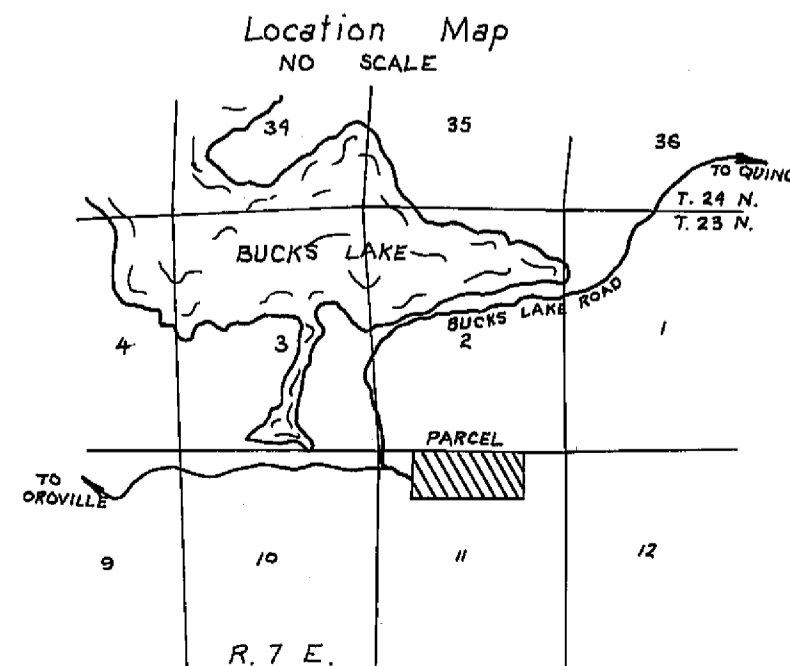 Location Map
NO SCALE
34
35
36
TO QUINC
T. 24 N.
T. 23 N.
BUCKS LAKE
BUCKS LAKE ROAD
4
3
2
1
PARCEL
TO
OROVILLE
9
10
11
12
R. 7 E.